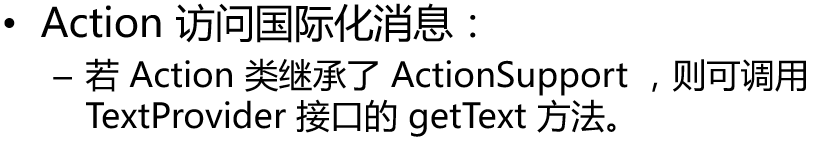 • Action 访问国际化消息：
– 若 Action 类继承了 ActionSupport ，则可调用
TextProvider 接口的 getText 方法。